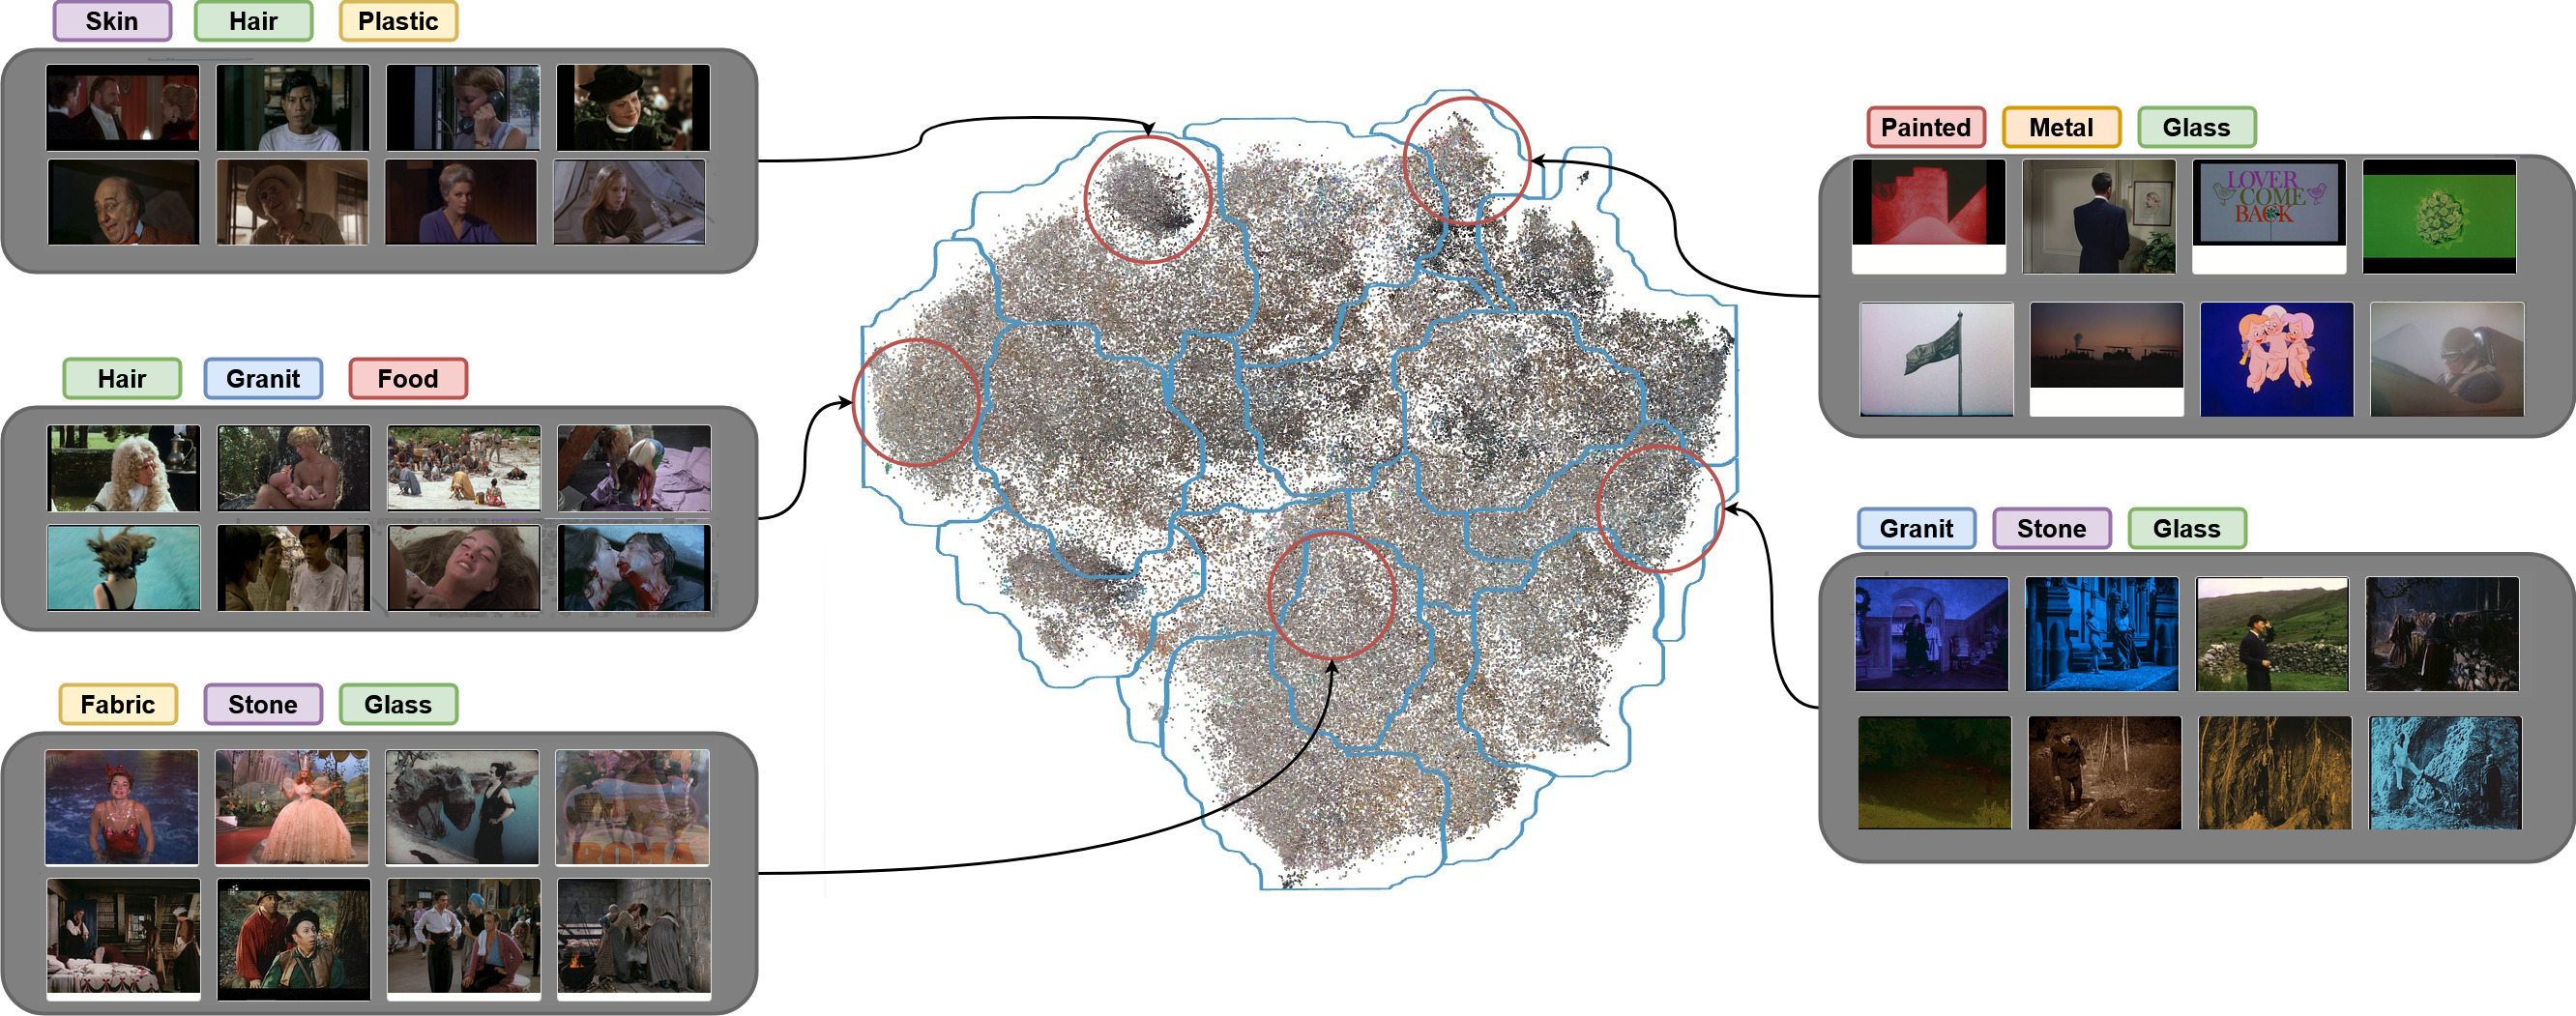 Skin Hair Plastic
Painted Metal Glass
LOVER
COME
BACK
Hair Granit Food
Granit Stone Glass
Fabric Stone Glass
ROMA